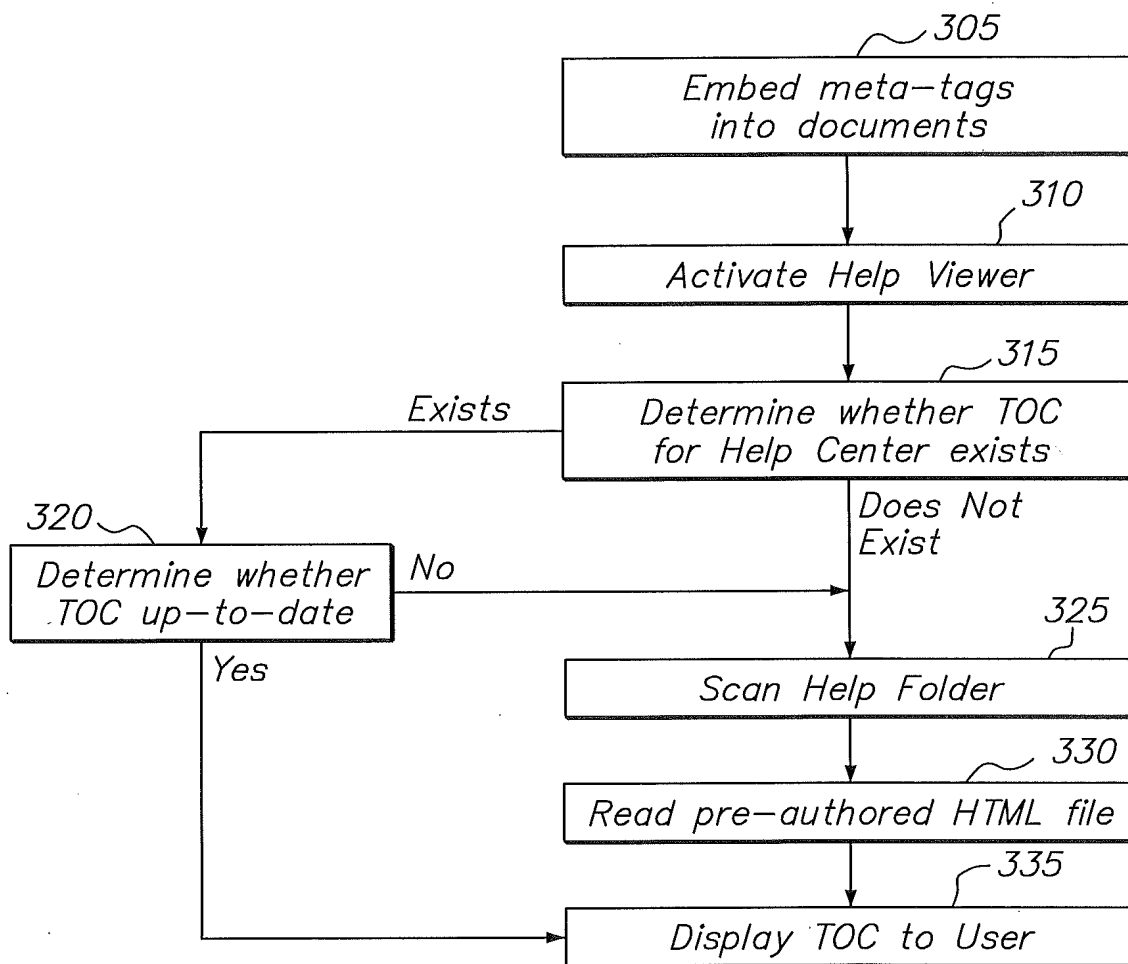 305
Embed meta-tags
into documents
310
Activate Help Viewer
315
Exists
Determine whether TOC
for Help Center exists
Does Not
Exist
320
Determine whether
TOC up-to-date
No
Yes
325
Scan Help Folder
330
Read pre-authored HTML file
335
Display TOC to User